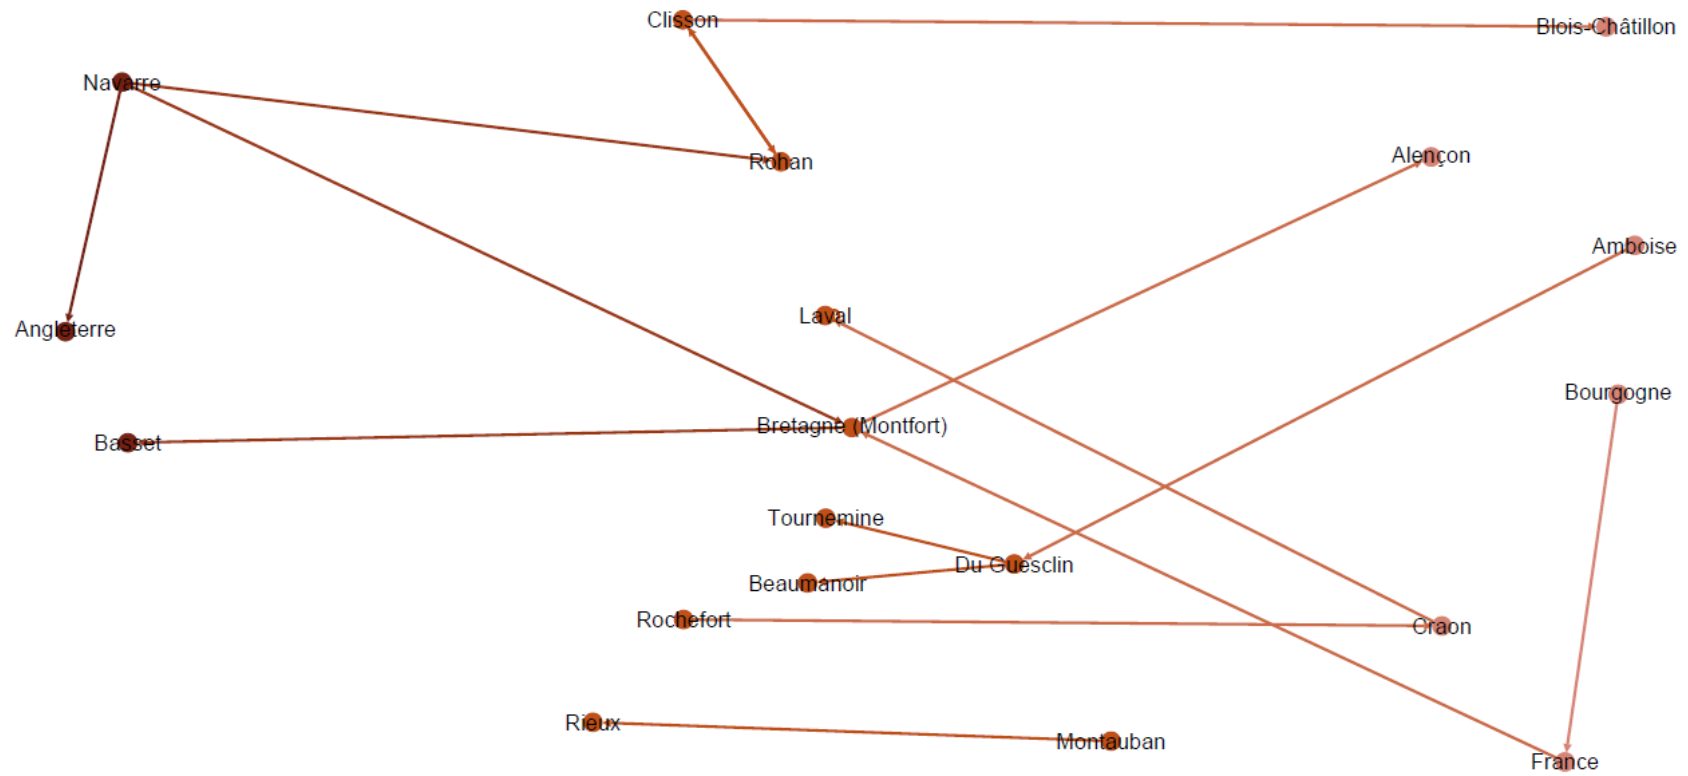 Clisson
Blois-Châtillon
Navarre
Rohan
Alençon
Amboise
Laval
Angleterre
Bourgogne
Bretagne (Montfort)
Basset
Tournemine
Du Guesclin
Beaumanoir
Rochefort
Craon
Rieux
Montauban
France